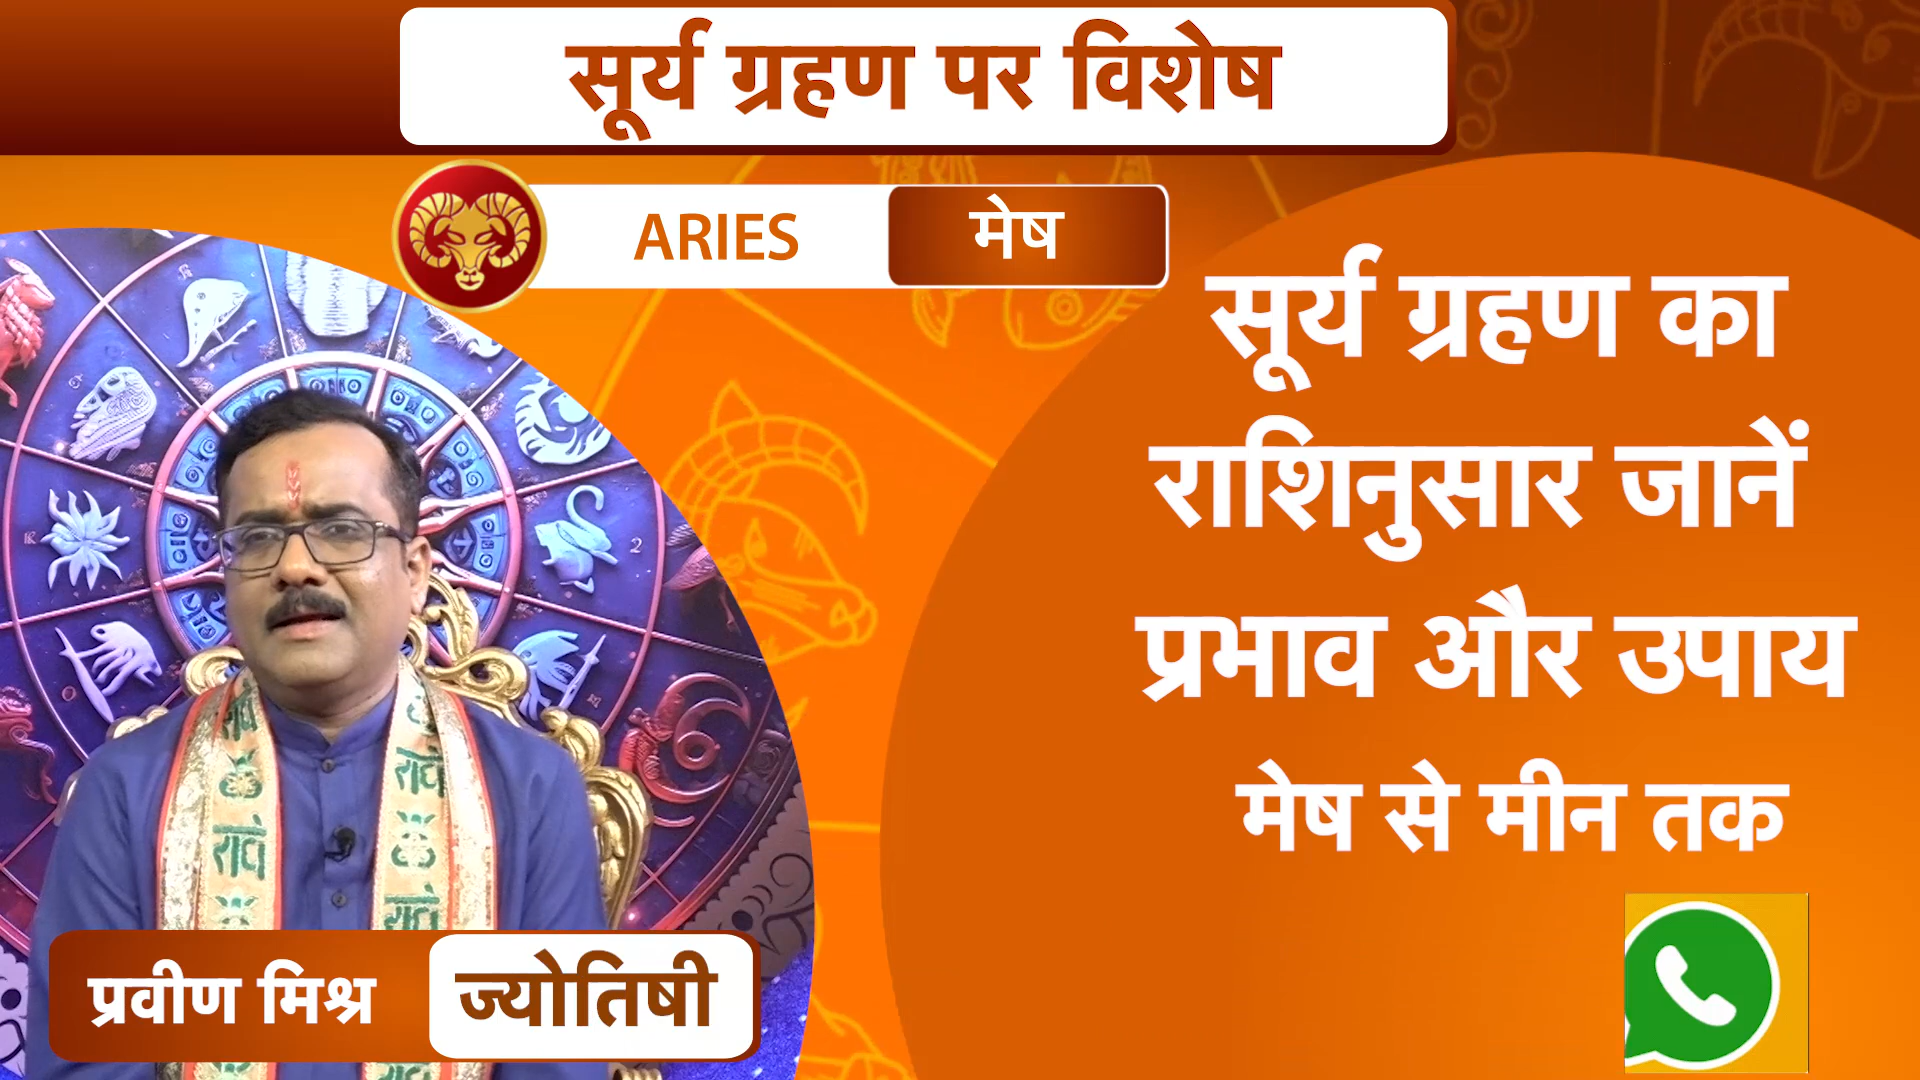 सूर्य ग्रहण पर विशेष
ARIES मेष
सूर्य ग्रहण का
राशिनुसार जानें
प्रभाव और उपाय
मेष से मीन तक
राधे राधे
राधे
प्रवीण मिश्र ज्योतिषी